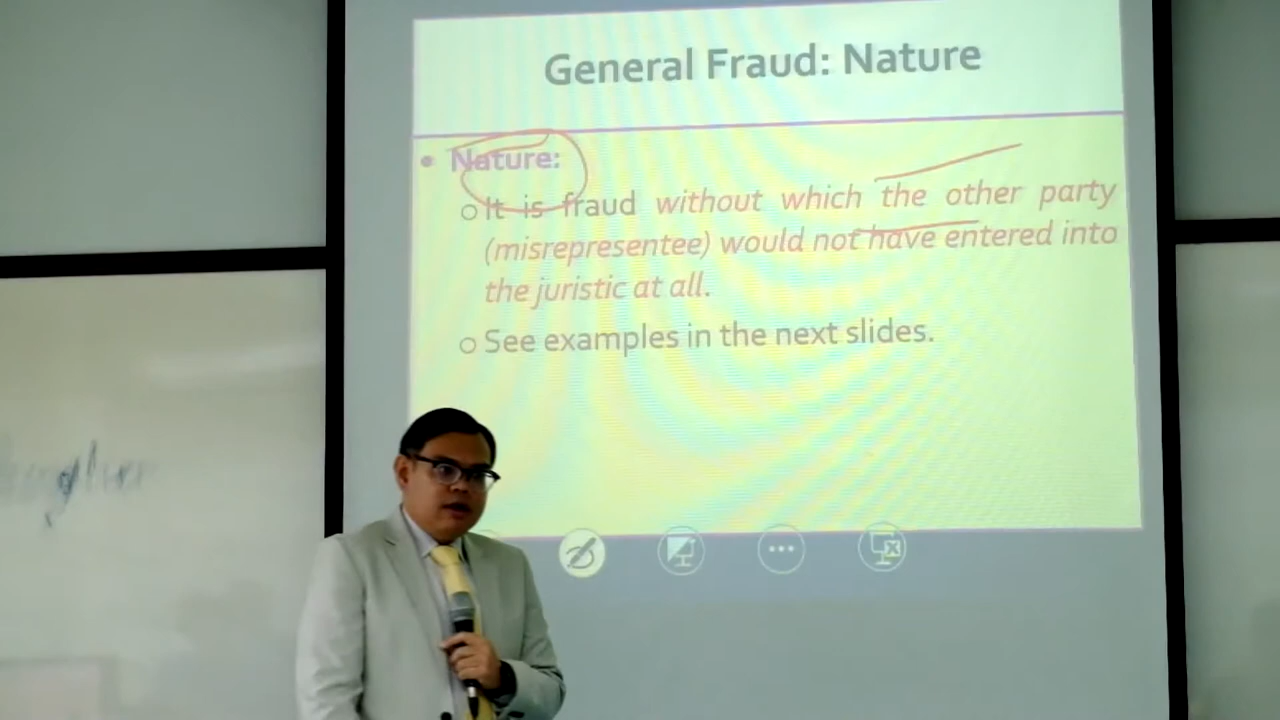 General Fraud: Nature
• Nature:
o It is fraud without which the other party
(misrepresentee) would not have entered into
the juristic at all.
o See examples in the next slides.